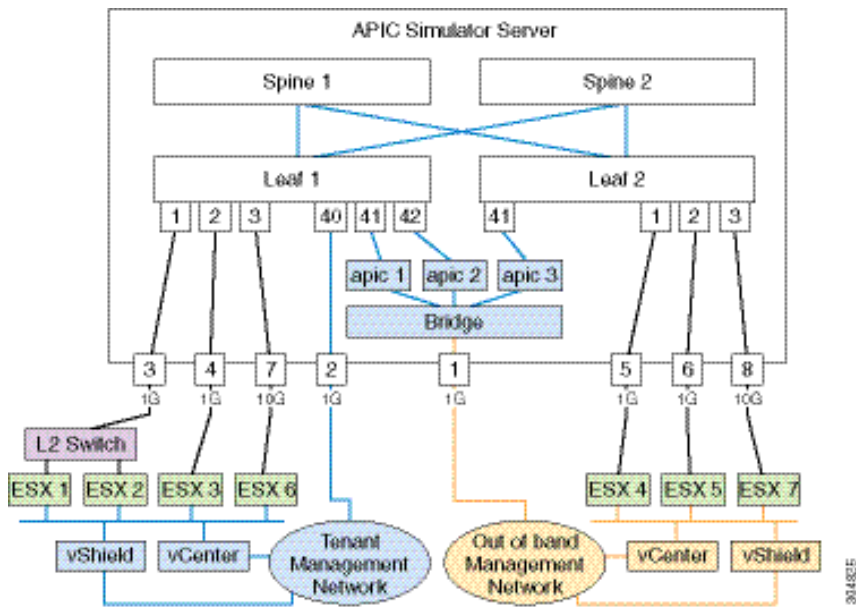 APIC Simulator Server
Spine 1
Spine 2
Leaf 1
Leaf 2
1
2
3
40
41
42
41
1
2
3
apic 1
apic 2
apic 3
Bridge
3
4
7
2
1
5
6
8
1G
1G
10G
1G
1G
1G
1G
10G
L2 Switch
ESX 1
ESX 2
ESX 3
ESX 6
ESX 4
ESX 5
ESX 7
vShield
vCenter
Tenant
Management
Network
Out of band
Management
Network
vCenter
vShield